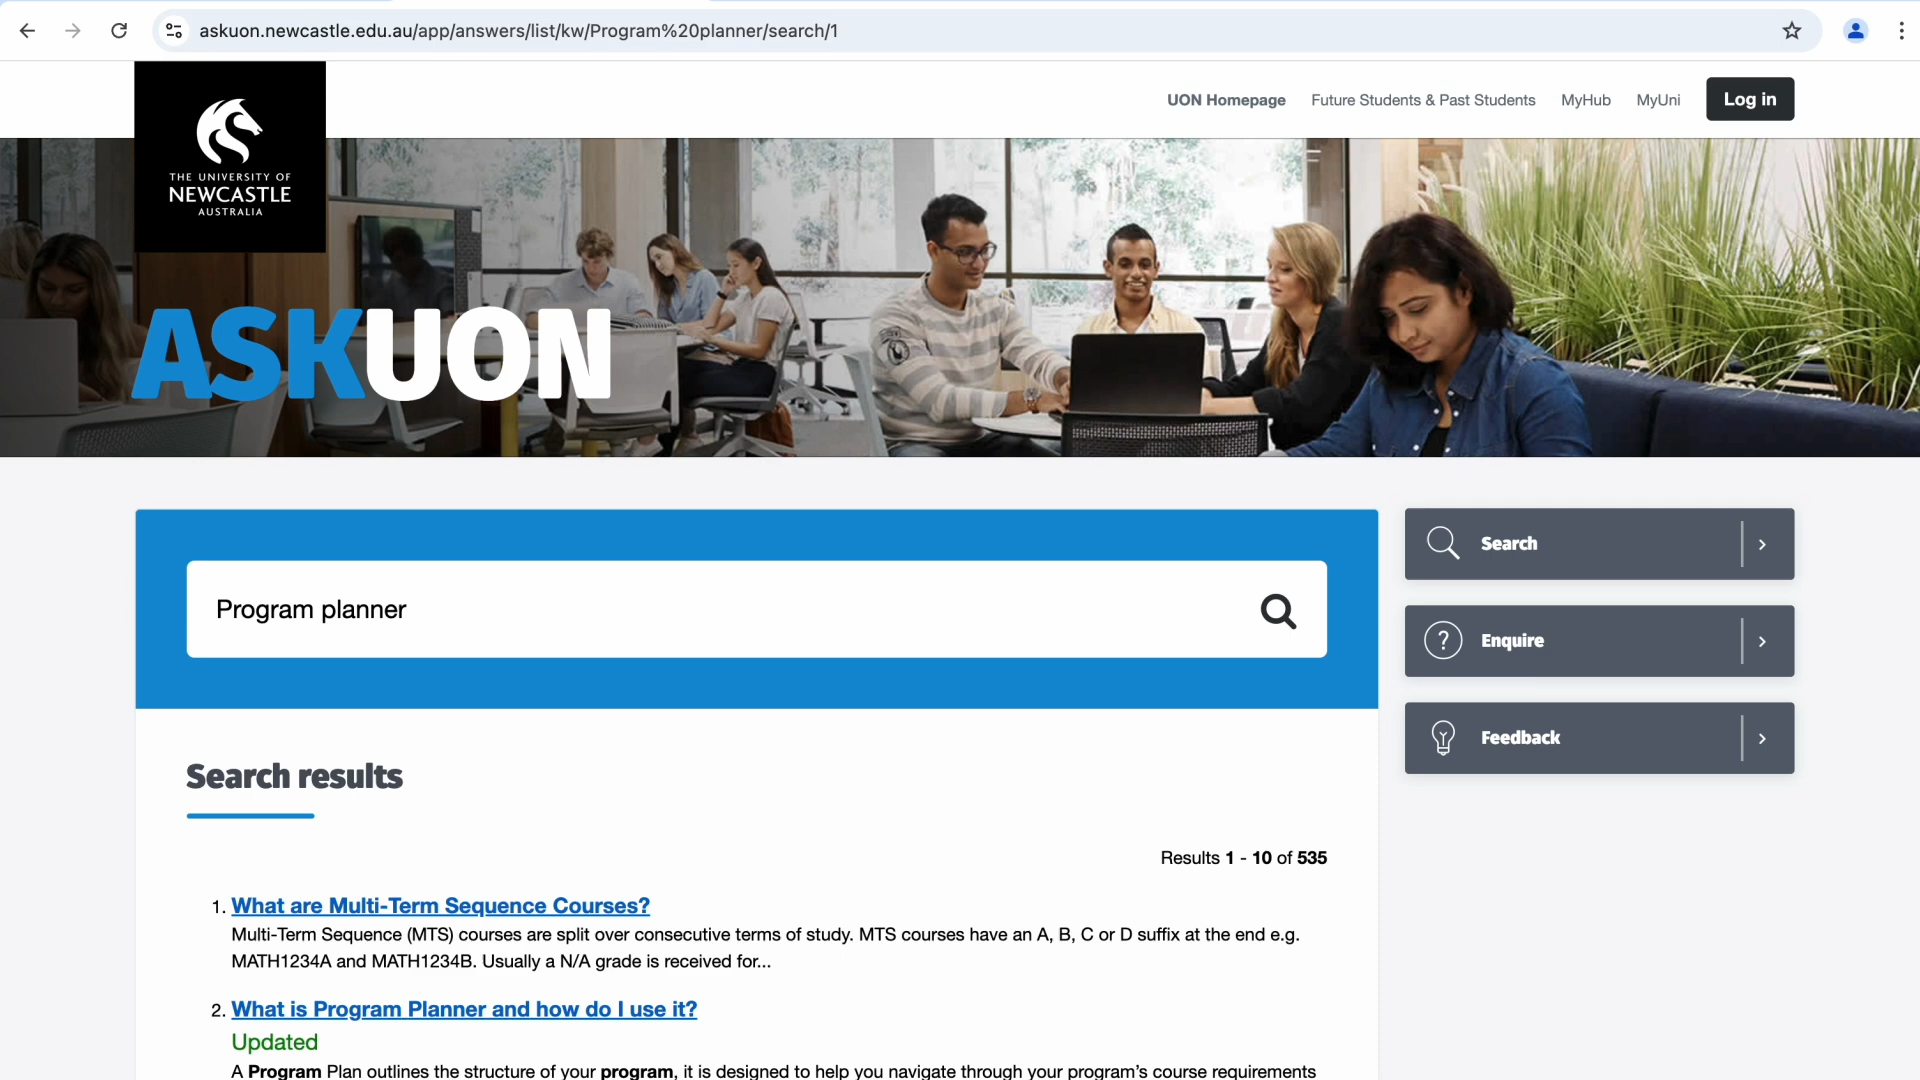 askuon.newcastle.edu.au/app/answers/list/kw/Program%20planner/search/1
UON Homepage
Future Students & Past Students
MyHub
MyUni
Log in
THE UNIVERSITY OF
NEWCASTLE
AUSTRALIA
ASKUON
Program planner
Search
Enquire
Feedback
Search results
Results 1 - 10 of 535
1. What are Multi-Term Sequence Courses?
Multi-Term Sequence (MTS) courses are split over consecutive terms of study. MTS courses have an A, B, C or D suffix at the end e.g.
MATH1234A and MATH1234B. Usually a N/A grade is received for...
2. What is Program Planner and how do I use it?
Updated
A Program Plan outlines the structure of your program, it is designed to help you navigate through your program's course requirements